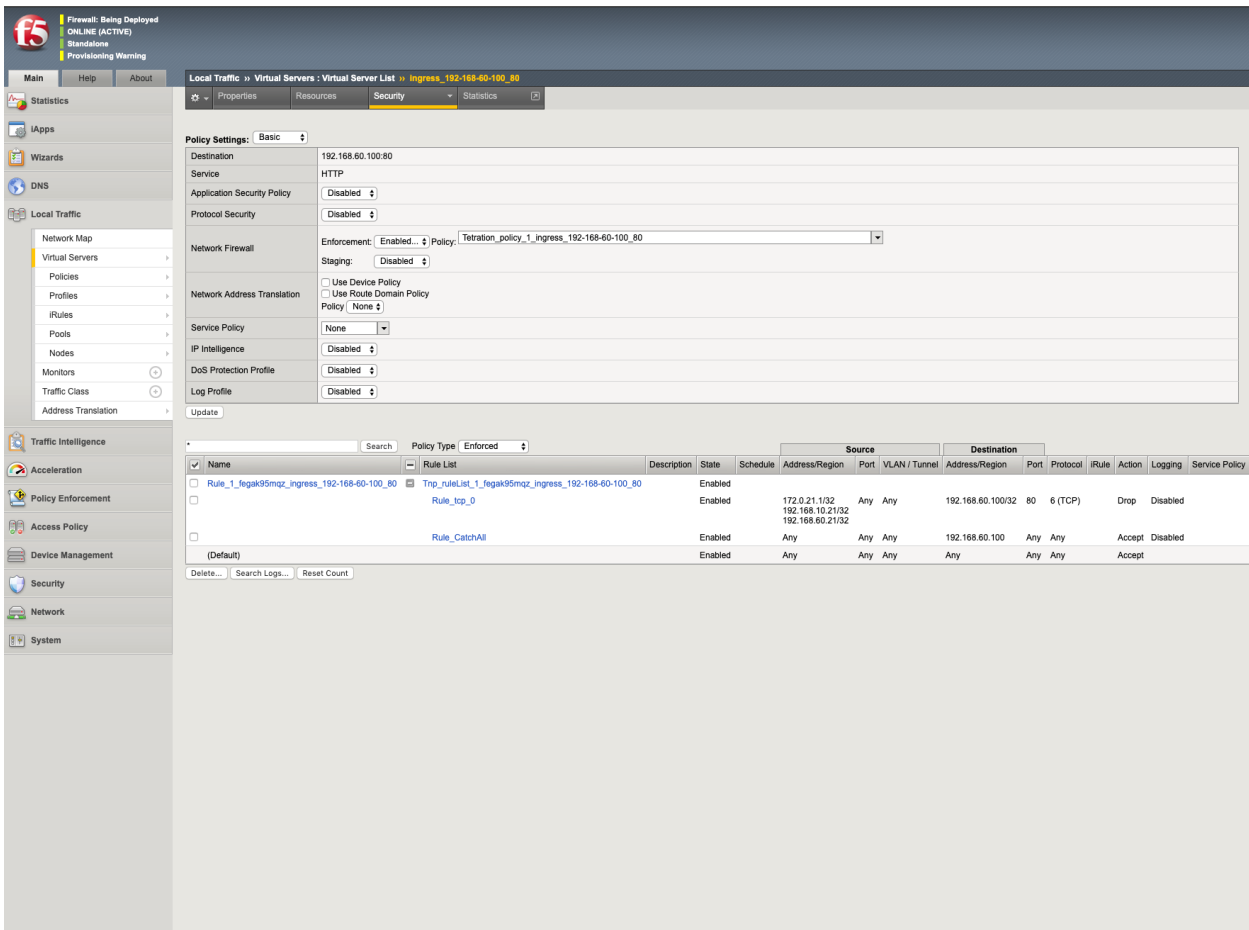 f5
Firewall: Being Deployed
ONLINE (ACTIVE)
Standalone
Provisioning Warning
Main Help About
Local Traffic ›› Virtual Servers : Virtual Server List ›› Ingress_192-168-60-100_80
Properties Resources Security Statistics
Statistics
iApps
Wizards
DNS
Local Traffic
Network Map
Virtual Servers
Policies
Profiles
iRules
Pools
Nodes
Monitors
Traffic Class
Address Translation
Traffic Intelligence
Acceleration
Policy Enforcement
Access Policy
Device Management
Security
Network
System
Policy Settings: Basic
Destination 192.168.60.100:80
Service HTTP
Application Security Policy Disabled
Protocol Security Disabled
Network Firewall Enforcement: Enabled... Policy: Tetration_policy_1_ingress_192-168-60-100_80
Staging: Disabled
Network Address Translation Use Device Policy
Use Route Domain Policy
Policy None
Service Policy None
IP Intelligence Disabled
DoS Protection Profile Disabled
Log Profile Disabled
Update
* Search Policy Type Enforced Source Destination
Name Rule List Description State Schedule Address/Region Port VLAN / Tunnel Address/Region Port Protocol iRule Action Logging Service Policy
Rule_1_fegak95mqz_ingress_192-168-60-100_80 Tnp_ruleList_1_fegak95mqz_ingress_192-168-60-100_80 Enabled
Rule_tcp_0 Enabled 172.0.21.1/32 Any Any 192.168.60.100/32 80 6 (TCP) Drop Disabled
192.168.10.21/32
192.168.60.21/32
Rule_CatchAll Enabled Any Any Any 192.168.60.100 Any Any Accept Disabled
(Default) Enabled Any Any Any Any Any Any Accept
Delete... Search Logs... Reset Count